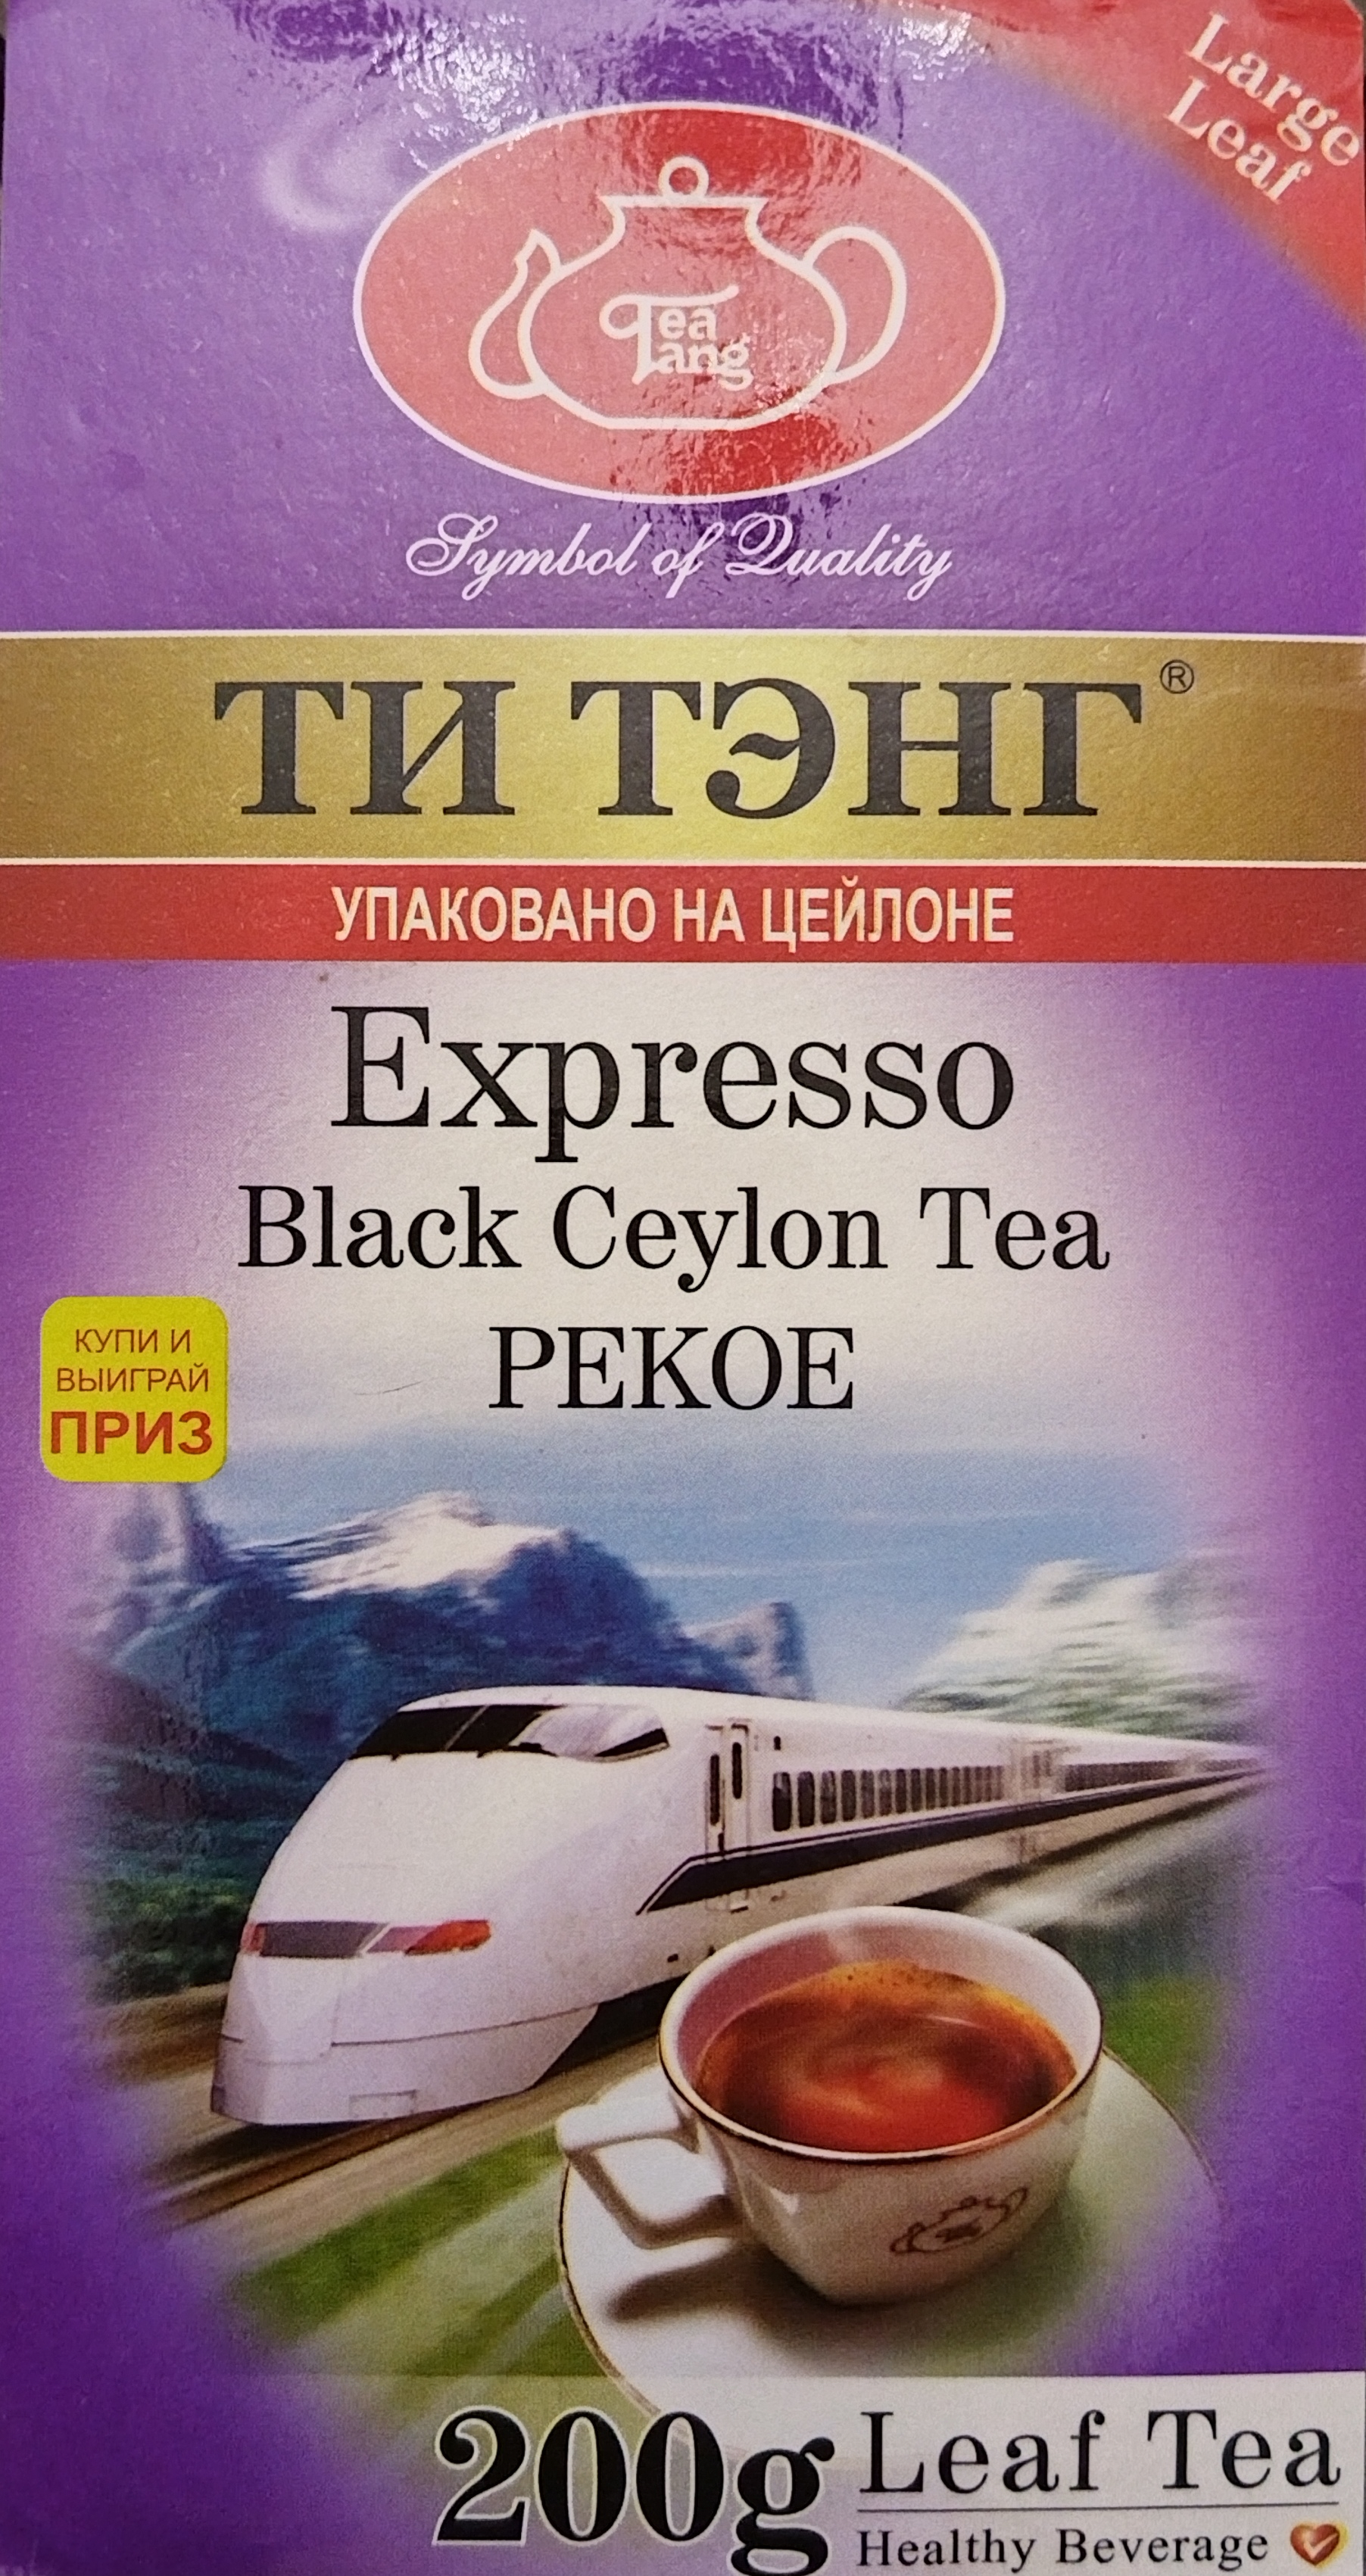 Large
Leaf
Tea
Tang
Symbol of Quality
ТИ ТЭНГ®
УПАКОВАНО НА ЦЕЙЛОНЕ
Expresso
Black Ceylon Tea
PEKOE
КУПИ И
ВЫИГРАЙ
ПРИЗ
200g Leaf Tea
Healthy Beverage